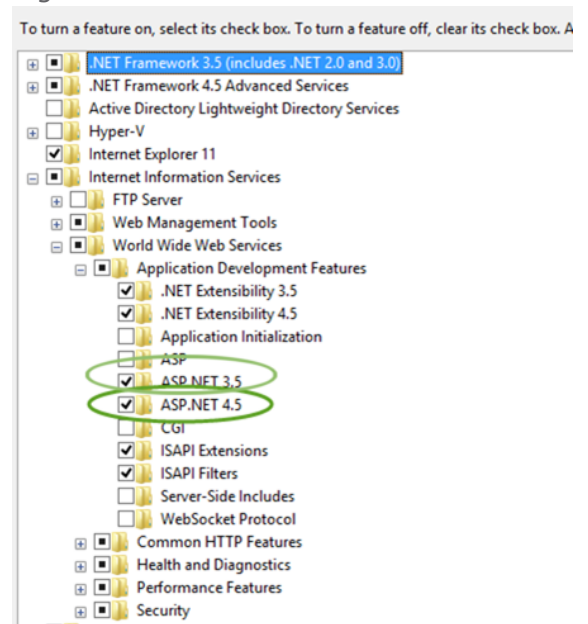 To turn a feature on, select its check box. To turn a feature off, clear its check box. A
.NET Framework 3.5 (includes .NET 2.0 and 3.0)
.NET Framework 4.5 Advanced Services
Active Directory Lightweight Directory Services
Hyper-V
Internet Explorer 11
Internet Information Services
FTP Server
Web Management Tools
World Wide Web Services
Application Development Features
.NET Extensibility 3.5
.NET Extensibility 4.5
Application Initialization
ASP
ASP.NET 3.5
ASP.NET 4.5
CGI
ISAPI Extensions
ISAPI Filters
Server-Side Includes
WebSocket Protocol
Common HTTP Features
Health and Diagnostics
Performance Features
Security